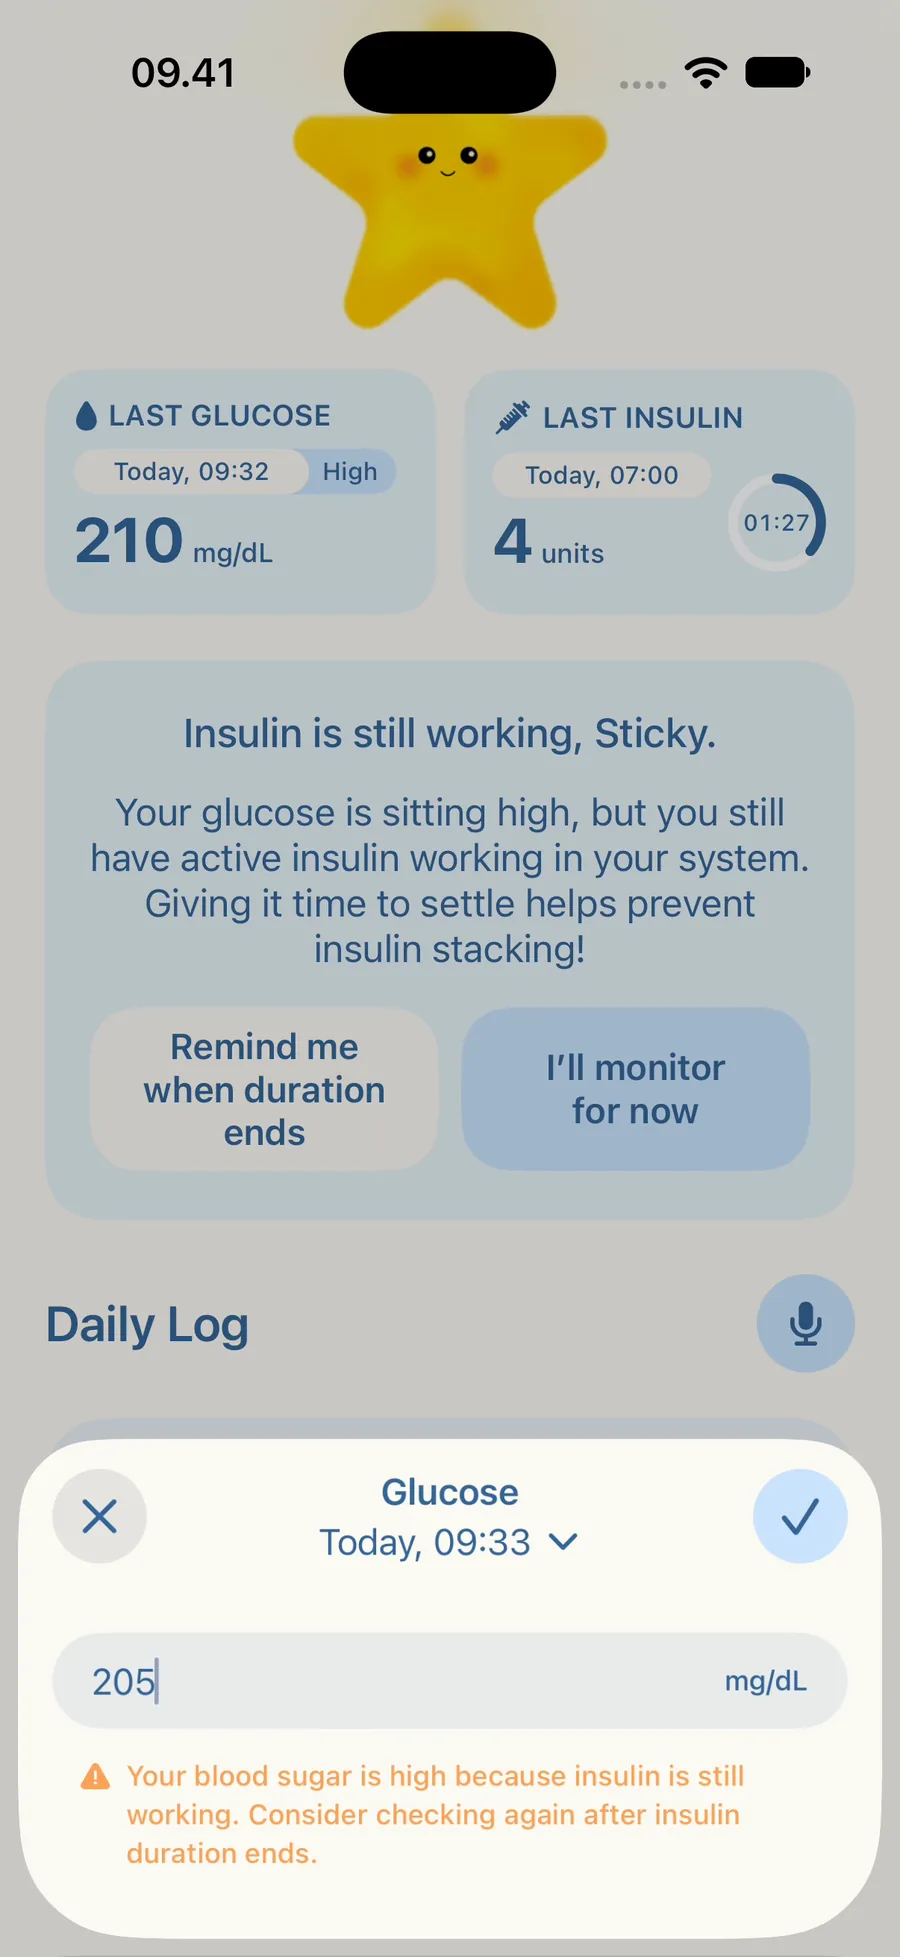 09.41
LAST GLUCOSE
Today, 09:32 High
210 mg/dL
LAST INSULIN
Today, 07:00
4 units
01:27
Insulin is still working, Sticky.
Your glucose is sitting high, but you still
have active insulin working in your system.
Giving it time to settle helps prevent
insulin stacking!
Remind me
when duration
ends
I’ll monitor
for now
Daily Log
Glucose
Today, 09:33
205
mg/dL
Your blood sugar is high because insulin is still
working. Consider checking again after insulin
duration ends.